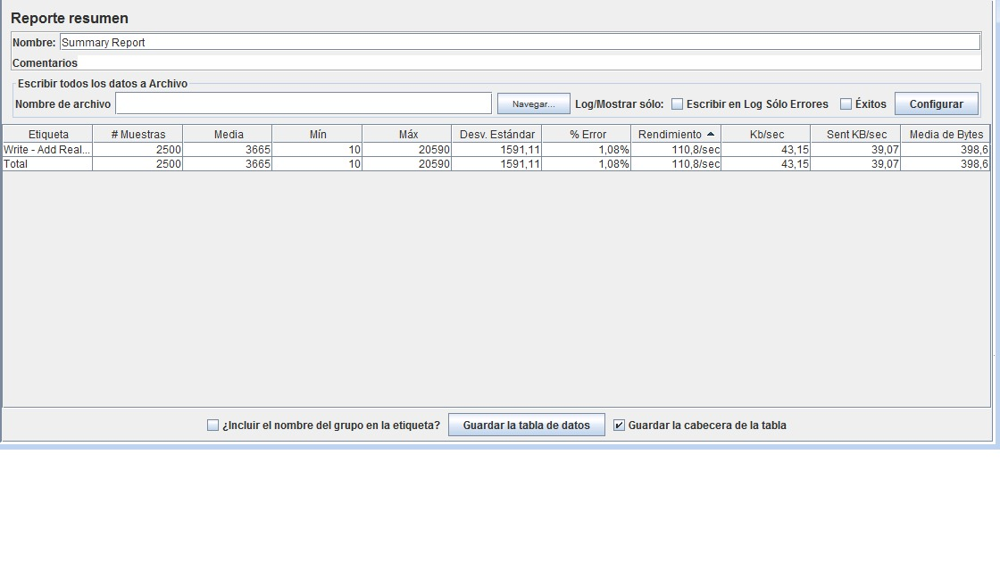 Reporte resumen
Nombre: Summary Report
Comentarios
Escribir todos los datos a Archivo
Nombre de archivo Navegar... Log/Mostrar sólo: Escribir en Log Sólo Errores Éxitos Configurar
Etiqueta # Muestras Media Mín Máx Desv. Estándar % Error Rendimiento Kb/sec Sent KB/sec Media de Bytes
Write - Add Real... 2500 3665 10 20590 1591,11 1,08% 110,8/sec 43,15 39,07 398,6
Total 2500 3665 10 20590 1591,11 1,08% 110,8/sec 43,15 39,07 398,6
¿Incluir el nombre del grupo en la etiqueta? Guardar la tabla de datos Guardar la cabecera de la tabla